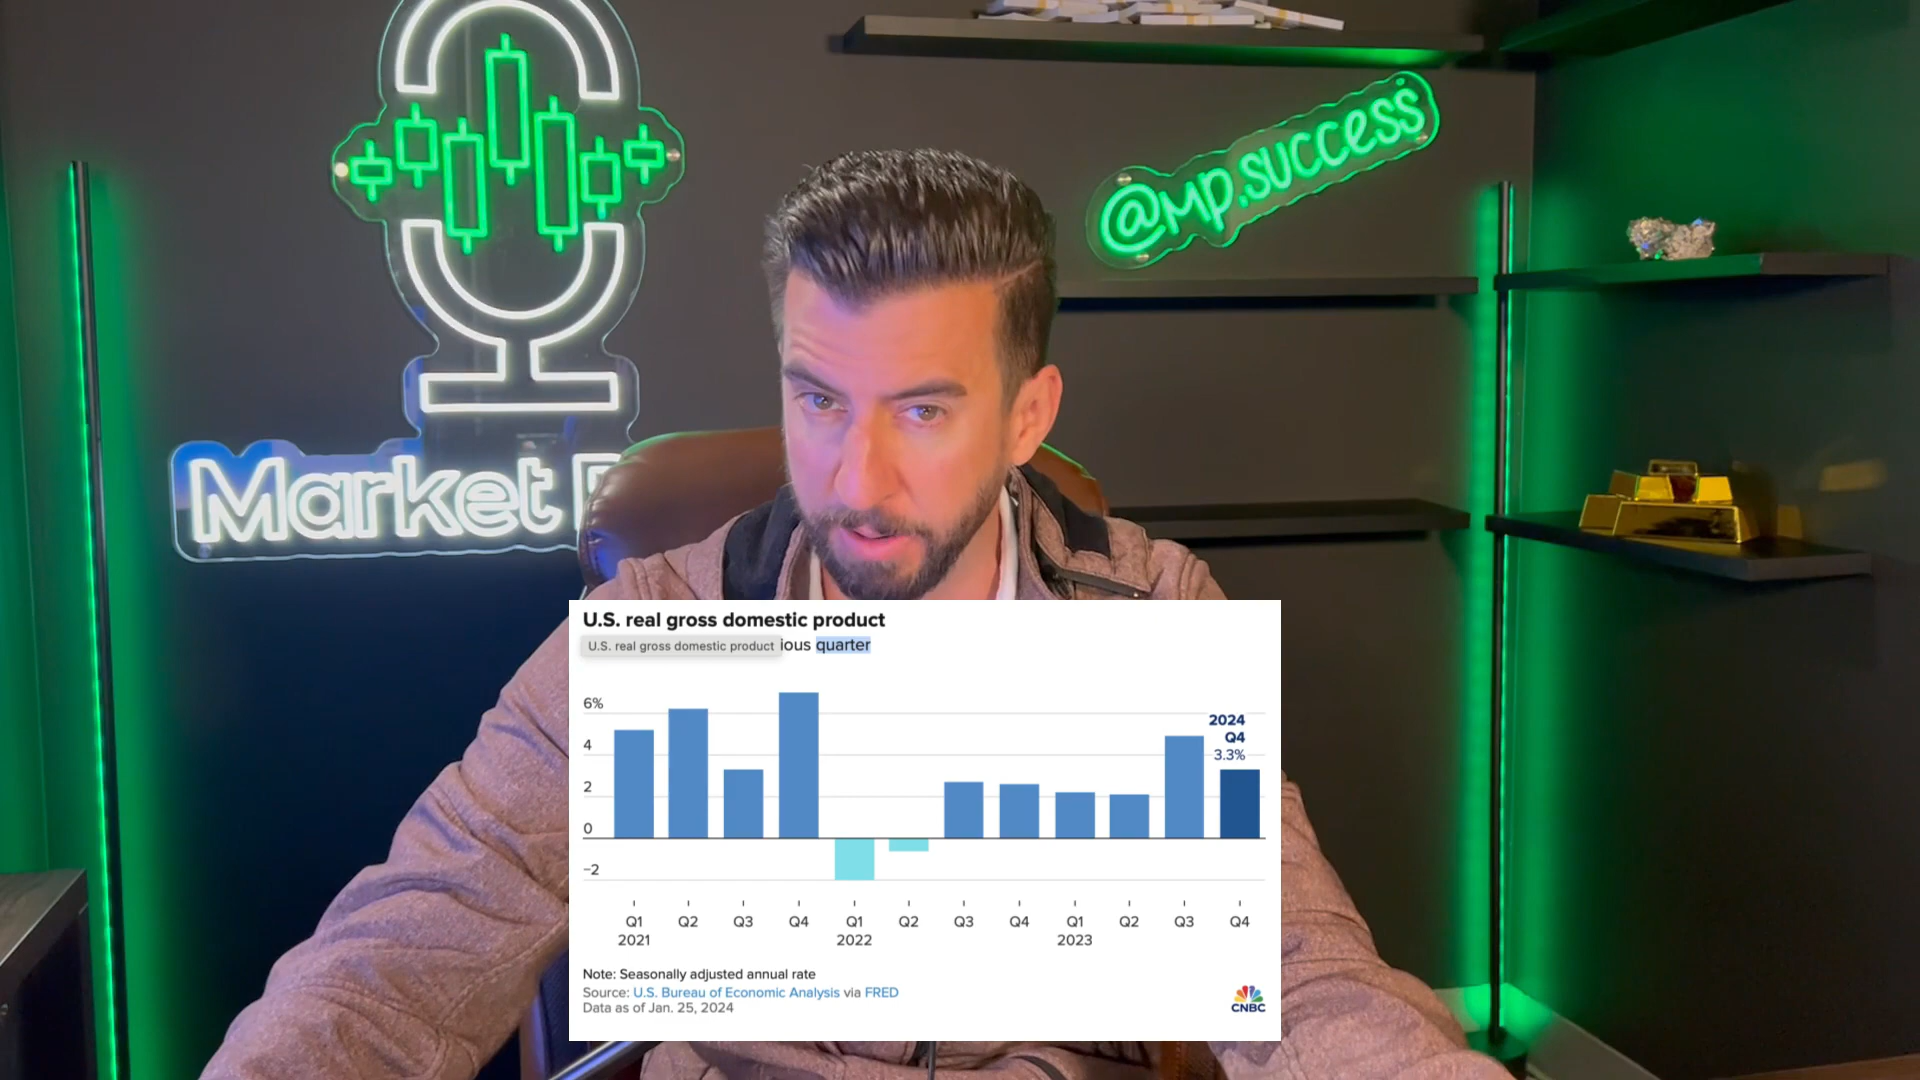 @mp.success
Market
U.S. real gross domestic product
U.S. real gross domestic product ious quarter
6%
4
2
0
−2
2024
Q4
3.3%
Q1 Q2 Q3 Q4 Q1 Q2 Q3 Q4 Q1 Q2 Q3 Q4
2021 2022 2023
Note: Seasonally adjusted annual rate
Source: U.S. Bureau of Economic Analysis via FRED
Data as of Jan. 25, 2024
CNBC